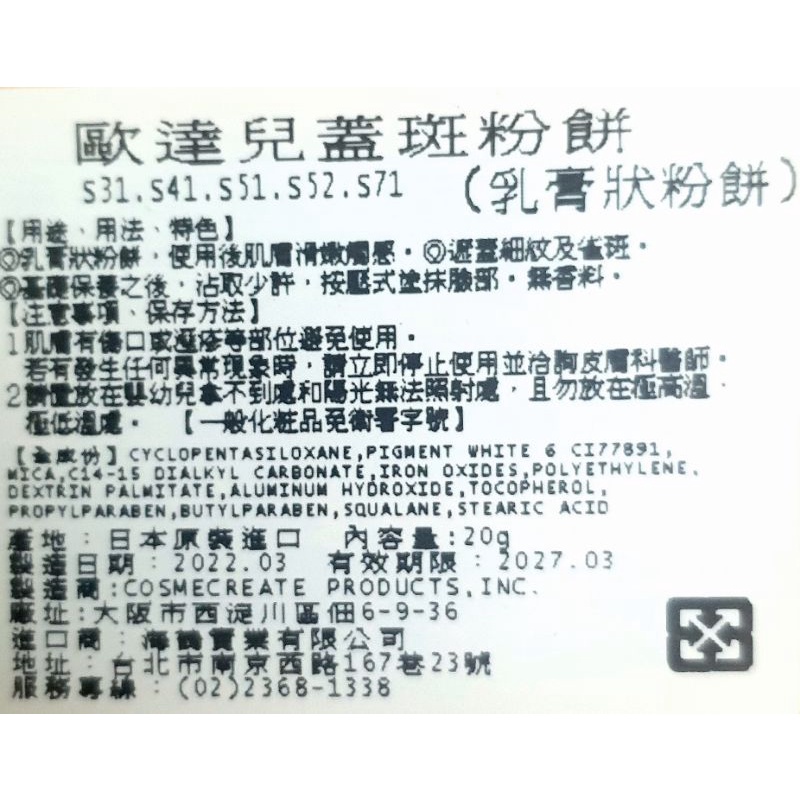 歐達兒蓋斑粉餅
S31.S41.S51.S52.S71 (乳膏狀粉餅)
【用途、用法、特色】
◎乳膏狀粉餅，使用後肌膚滑嫩觸感。◎遮蓋細紋及雀斑。
◎基礎保養之後，沾取少許，按壓式塗抹臉部。無香料。
【注意事項、保存方法】
1肌膚有傷口或溼疹等部位避免使用。
若有發生任何異常現象時，請立即停止使用並洽詢皮膚科醫師。
2請置放在嬰幼兒拿不到處和陽光無法照射處，且勿放在極高溫、
極低溫處。 【一般化粧品免衛署字號】
【全成份】CYCLOPENTASILOXANE,PIGMENT WHITE 6 CI77891,
MICA,C14-15 DIALKYL CARBONATE,IRON OXIDES,POLYETHYLENE,
DEXTRIN PALMITATE,ALUMINUM HYDROXIDE,TOCOPHEROL,
PROPYLPARABEN,BUTYLPARABEN,SQUALANE,STEARIC ACID
產地：日本原裝進口 內容量:20g
製造日期：2022.03 有效期限：2027.03
製造商:COSMECREATE PRODUCTS,INC.
廠址:大阪市西淀川區佃6-9-36
進口商：海鶴實業有限公司
地址：台北市南京西路167巷23號
服務專線：(02)2368-1338